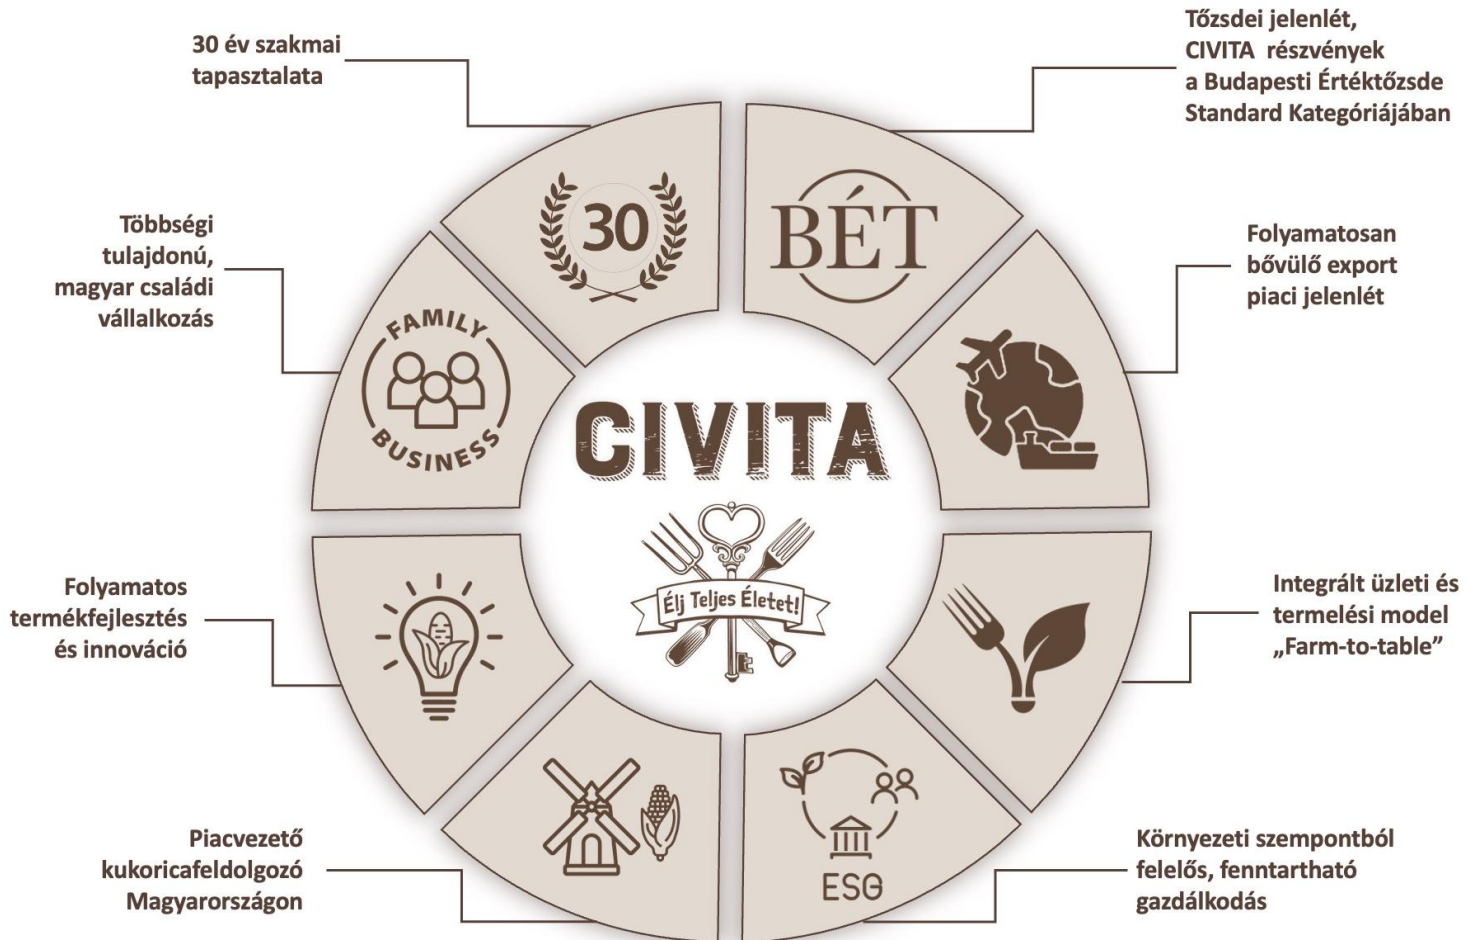 30 év szakmai
tapasztalata
Tőzsdei jelenlét,
CIVITA részvények
a Budapesti Értéktőzsde
Standard Kategóriájában
Többségi
tulajdonú,
magyar családi
vállalkozás
Folyamatosan
bővülő export
piaci jelenlét
30
BÉT
FAMILY
BUSINESS
CIVITA
Élj Teljes Életet!
Folyamatos
termékfejlesztés
és innováció
Integrált üzleti és
termelési model
„Farm-to-table”
Piacvezető
kukoricafeldolgozó
Magyarországon
ESG
Környezeti szempontból
felelős, fenntartható
gazdálkodás